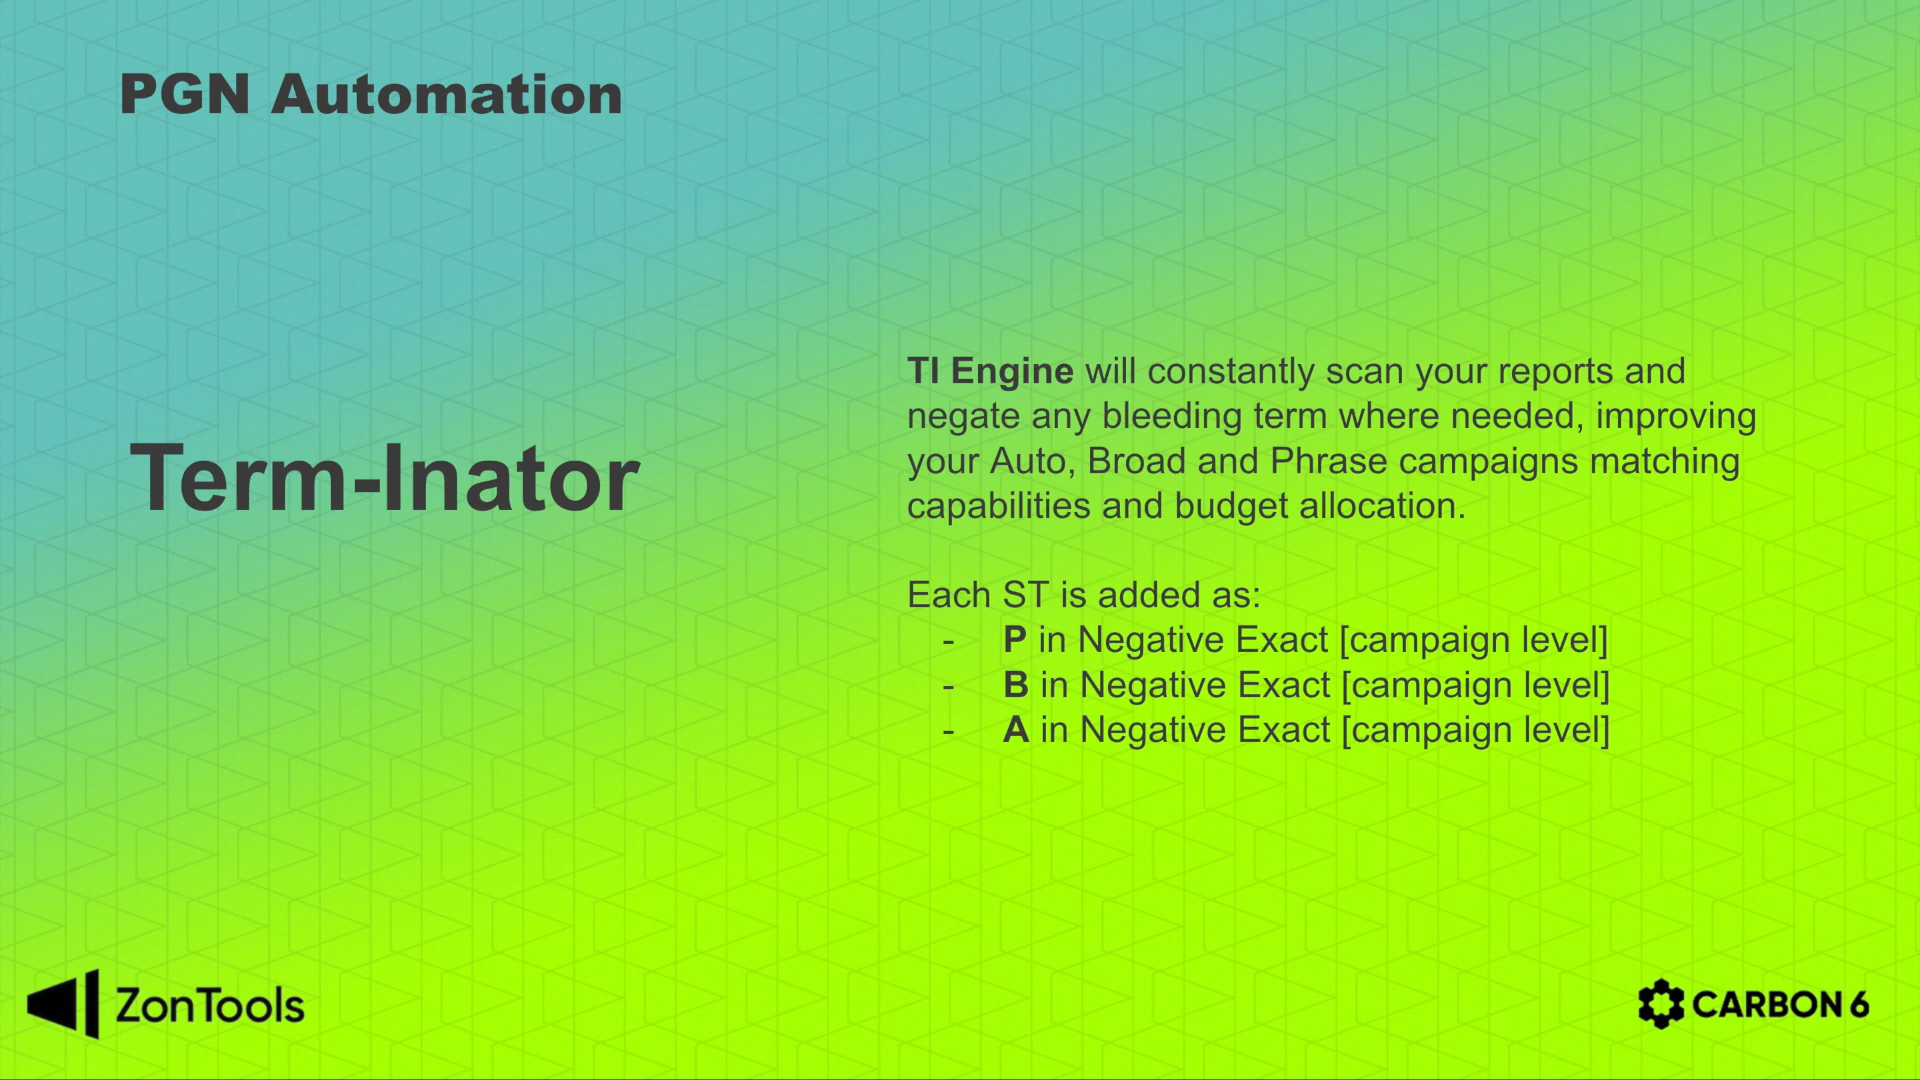 PGN Automation
Term-Inator
TI Engine will constantly scan your reports and
negate any bleeding term where needed, improving
your Auto, Broad and Phrase campaigns matching
capabilities and budget allocation.
Each ST is added as:
- P in Negative Exact [campaign level]
- B in Negative Exact [campaign level]
- A in Negative Exact [campaign level]
ZonTools
CARBON 6